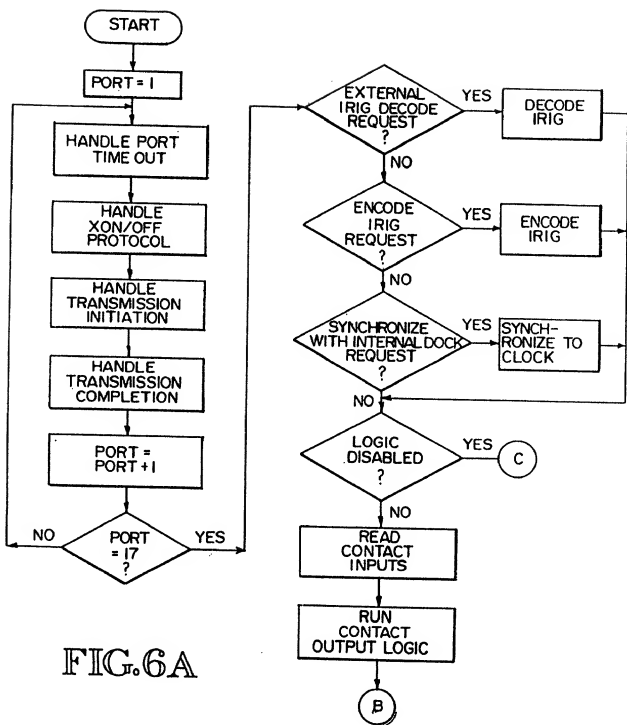 START
PORT = 1
HANDLE PORT
TIME OUT
HANDLE
XON/OFF
PROTOCOL
HANDLE
TRANSMISSION
INITIATION
HANDLE
TRANSMISSION
COMPLETION
PORT =
PORT +1
PORT
= 17
?
NO
YES
EXTERNAL
IRIG DECODE
REQUEST
?
YES
DECODE
IRIG
NO
ENCODE
IRIG
REQUEST
?
YES
ENCODE
IRIG
NO
SYNCHRONIZE
WITH INTERNAL DOCK
REQUEST
?
YES
SYNCH-
RONIZE TO
CLOCK
NO
LOGIC
DISABLED
?
YES
C
NO
READ
CONTACT
INPUTS
RUN
CONTACT
OUTPUT LOGIC
B
FIG.6A